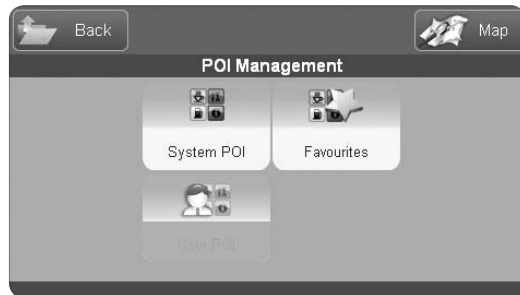 Back
Map
POI Management
System POI
Favourites
User POI